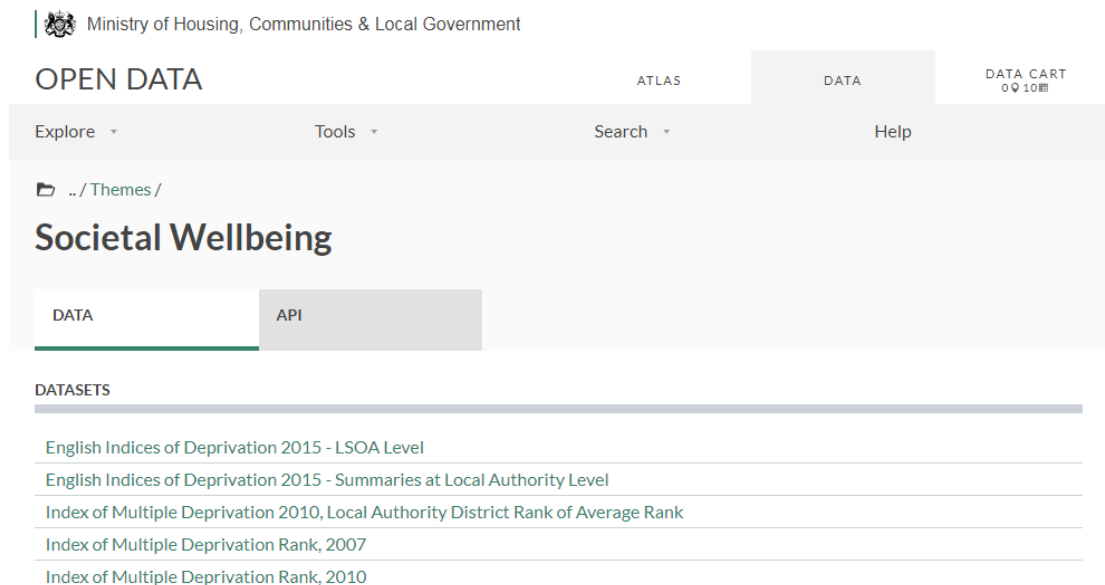 Ministry of Housing, Communities & Local Government
OPEN DATA
ATLAS
DATA
DATA CART
0 10
Explore
Tools
Search
Help
../Themes/
Societal Wellbeing
DATA
API
DATASETS
English Indices of Deprivation 2015 - LSOA Level
English Indices of Deprivation 2015 - Summaries at Local Authority Level
Index of Multiple Deprivation 2010, Local Authority District Rank of Average Rank
Index of Multiple Deprivation Rank, 2007
Index of Multiple Deprivation Rank, 2010